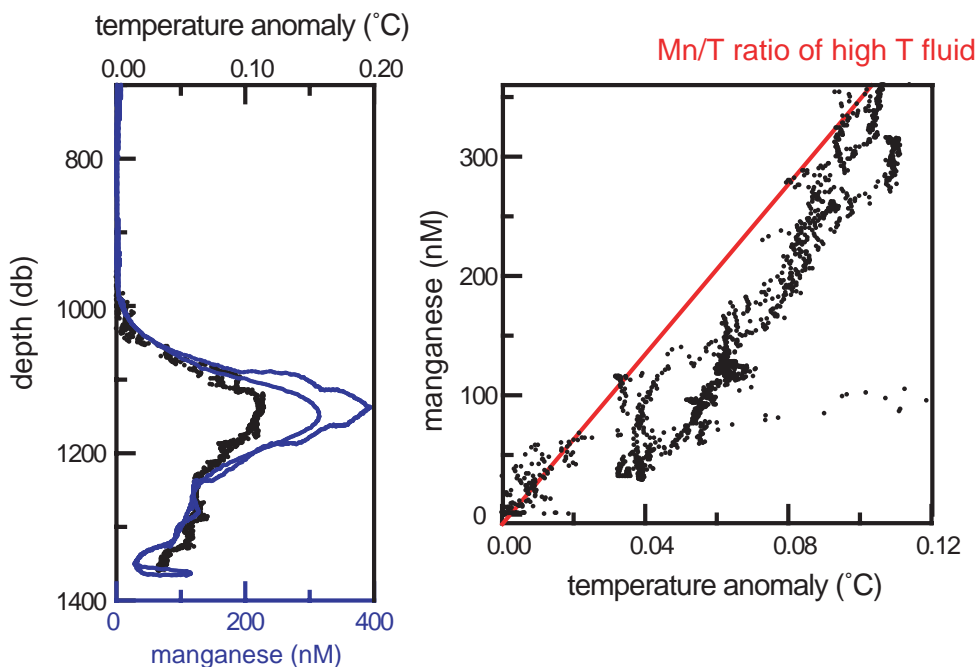 temperature anomaly (˚C)
0.00 0.10 0.20
depth (db)
800
1000
1200
1400
0 200 400
manganese (nM)
Mn/T ratio of high T fluid
manganese (nM)
300
200
100
0
0.00 0.04 0.08 0.12
temperature anomaly (˚C)